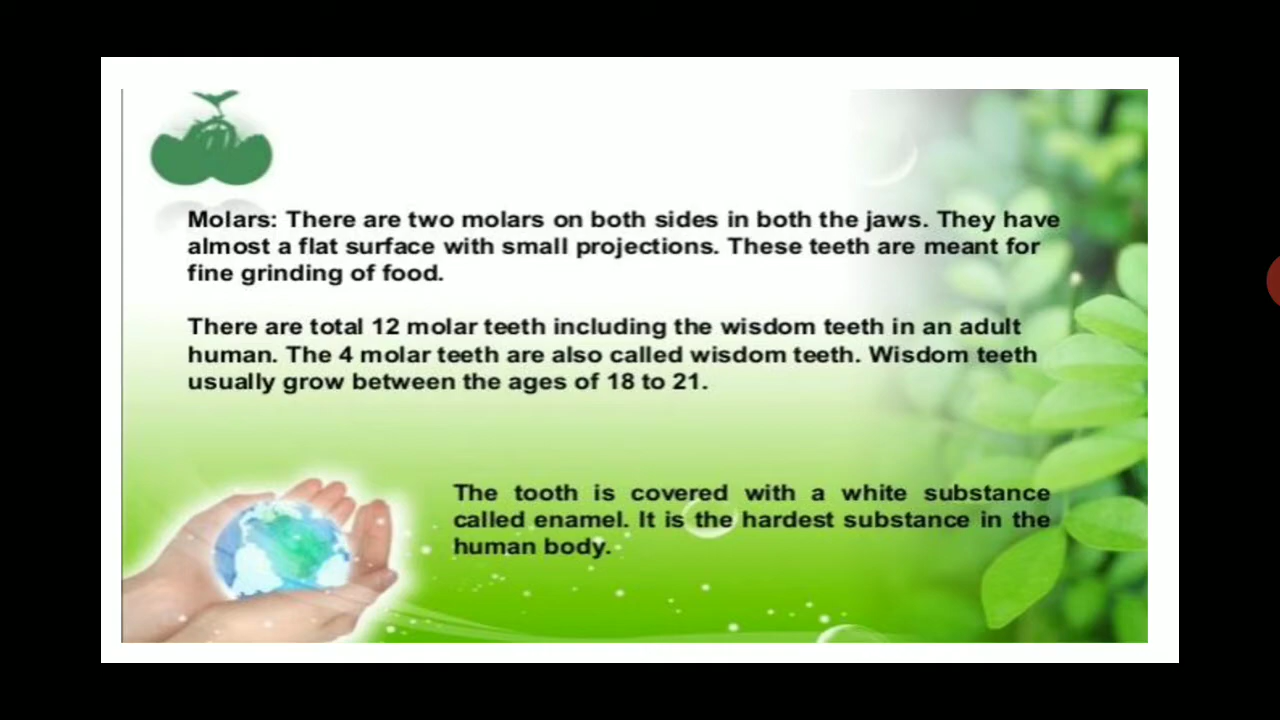 Molars: There are two molars on both sides in both the jaws. They have
almost a flat surface with small projections. These teeth are meant for
fine grinding of food.
There are total 12 molar teeth including the wisdom teeth in an adult
human. The 4 molar teeth are also called wisdom teeth. Wisdom teeth
usually grow between the ages of 18 to 21.
The tooth is covered with a white substance
called enamel. It is the hardest substance in the
human body.